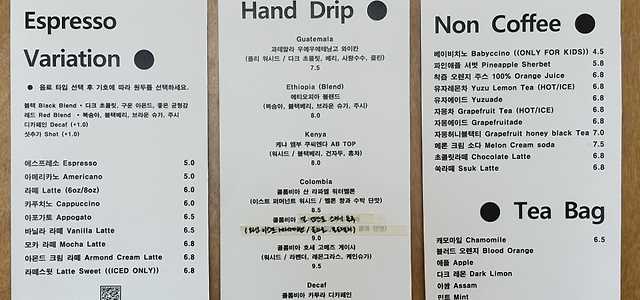 Espresso
Variation
● 음료 타입 선택 후 기호에 따라 원두를 선택하세요.
블랙 Black Blend • 다크 초콜릿, 구운 아몬드, 좋은 균형감
레드 Red Blend • 복숭아, 블랙베리, 브라운 슈가, 주시
디카페인 Decaf (+1.0)
샷추가 Shot (+1.0)
에스프레소 Espresso 5.0
아메리카노 Americano 5.0
라떼 Latte (6oz/8oz) 6.0
카푸치노 Cappuccino 6.0
아포가토 Appogato 6.5
바닐라 라떼 Vanilla Latte 6.5
모카 라떼 Mocha Latte 6.8
아몬드 크림 라떼 Armond Cream Latte 6.8
라떼스윗 Latte Sweet ((ICED ONLY)) 6.8
Hand Drip
Guatemala
과테말라 우에우에테낭고 와이칸
(풀리 워시드 / 다크 초콜릿, 베리, 사탕수수, 클린)
7.5
Ethiopia (Blend)
에티오피아 블렌드
(복숭아, 블랙베리, 브라운 슈가, 주시)
8.0
Kenya
케냐 엠부 쿠씨엔다 AB TOP
(워시드 / 블랙베리, 건자두, 홍차)
8.0
Colombia
콜롬비아 산 라파엘 워터멜론
(이스트 퍼머넌트 워시드 / 멜론 향과 수박 단맛)
8.5
콜롬비아
9.0
콜롬비아 호세 고메즈 게이샤
(워시드 / 라벤더, 레몬그라스, 케인슈가)
9.5
Decaf
콜롬비아 카투라 디카페인
Non Coffee
베이비치노 Babyccino ((ONLY FOR KIDS)) 4.5
파인애플 셔벗 Pineapple Sherbet 5.8
착즙 오렌지 주스 100% Orange Juice 6.8
유자레몬차 Yuzu Lemon Tea (HOT/ICE) 6.8
유자에이드 Yuzuade 6.8
자몽차 Grapefruit Tea (HOT/ICE) 6.8
자몽에이드 Grapefruitade 6.8
자몽허니블랙티 Grapefruit honey black Tea 7.0
메론 크림 소다 Melon Cream soda 7.5
초콜릿라떼 Chocolate Latte 6.8
쑥라떼 Ssuk Latte 6.8
Tea Bag
캐모마일 Chamomile 6.5
블러드 오렌지 Blood Orange
애플 Apple
다크 레몬 Dark Limon
아쌈 Assam
민트 Mint